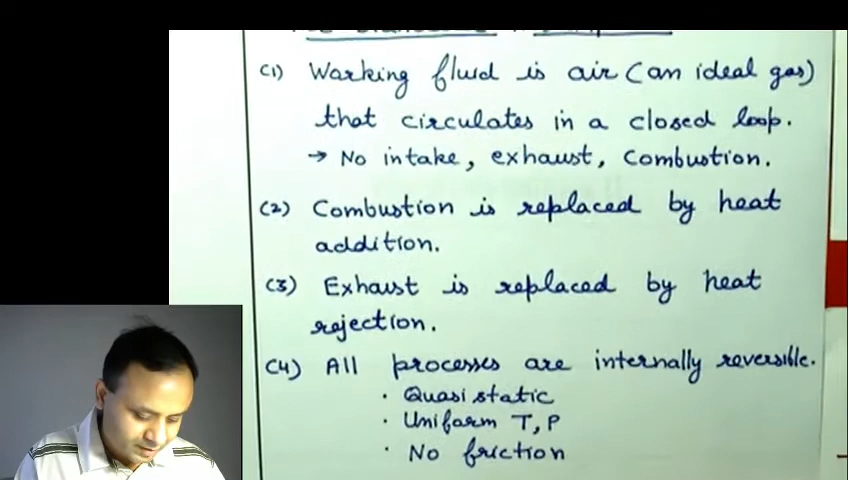 (1) Working fluid is air (an ideal gas)
that circulates in a closed loop.
→ No intake, exhaust, combustion.
(2) Combustion is replaced by heat
addition.
(3) Exhaust is replaced by heat
rejection.
(4) All processes are internally reversible.
· Quasi static
· Uniform T, P
· No friction